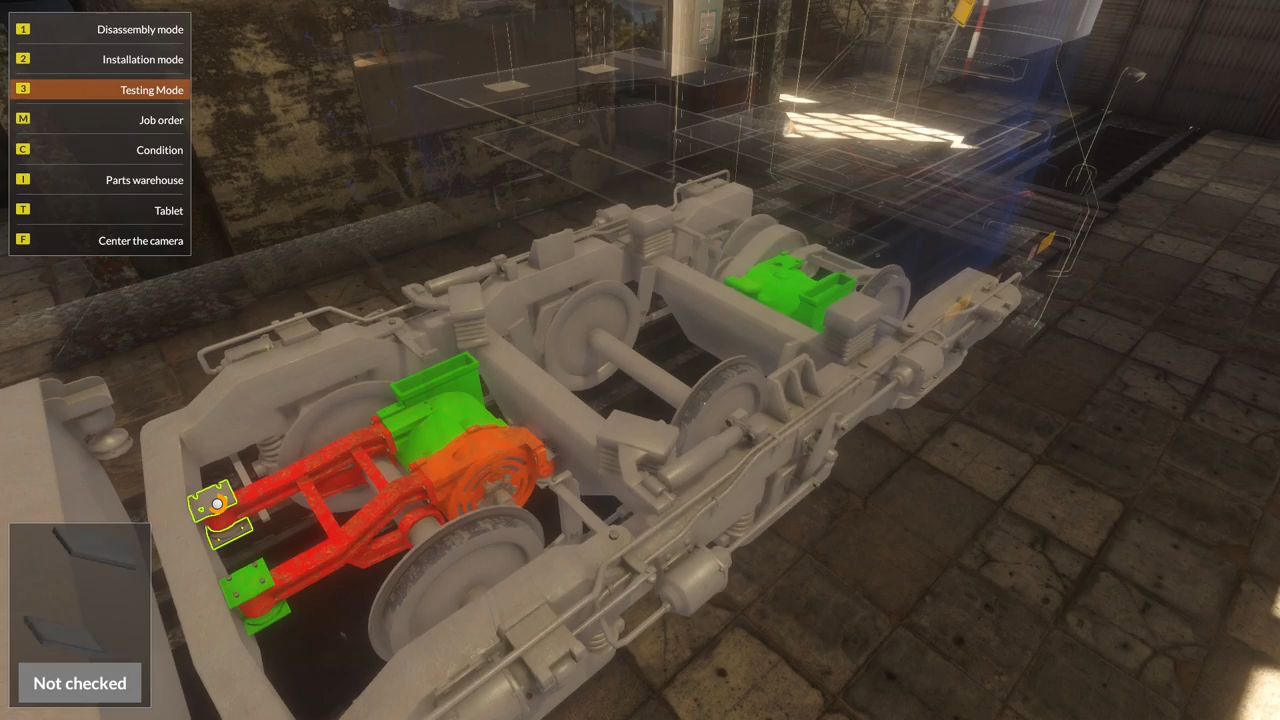 1 Disassembly mode
2 Installation mode
3 Testing Mode
M Job order
C Condition
I Parts warehouse
T Tablet
F Center the camera
Not checked